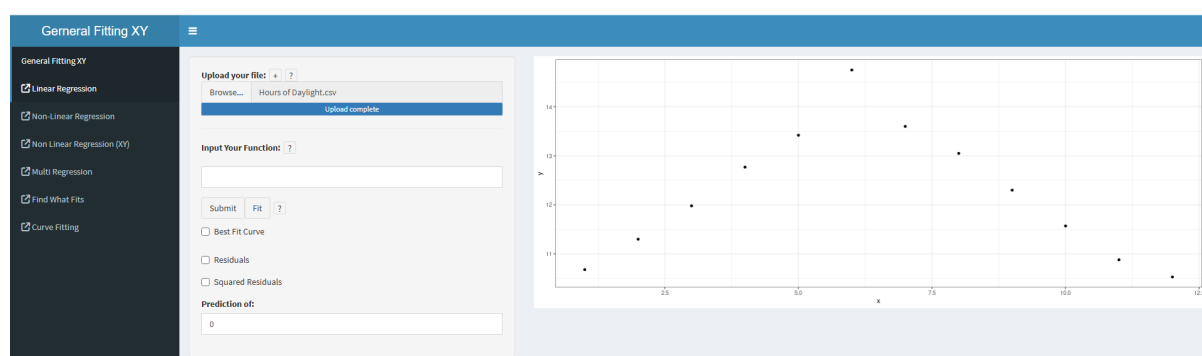 Gerneral Fitting XY
General Fitting XY
Linear Regression
Non-Linear Regression
Non Linear Regression (XY)
Multi Regression
Find What Fits
Curve Fitting
Upload your file: + ?
Browse... Hours of Daylight.csv
Upload complete
Input Your Function: ?
Submit Fit ?
Best Fit Curve
Residuals
Squared Residuals
Prediction of:
0
14
13
y
12
11
2.5 5.0 7.5 10.0 12.
x